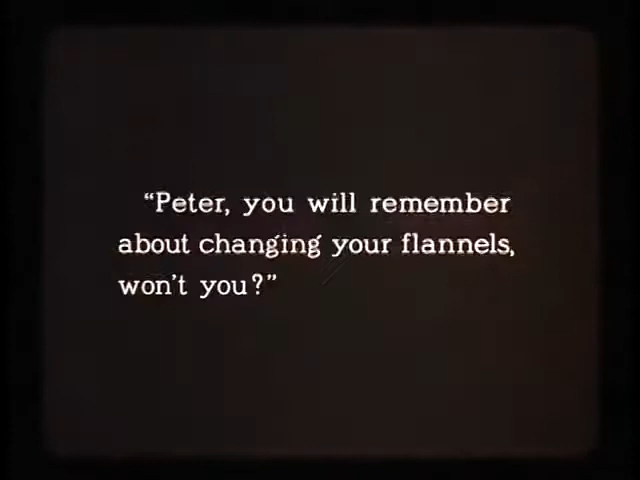 “Peter, you will remember
about changing your flannels,
won't you?”